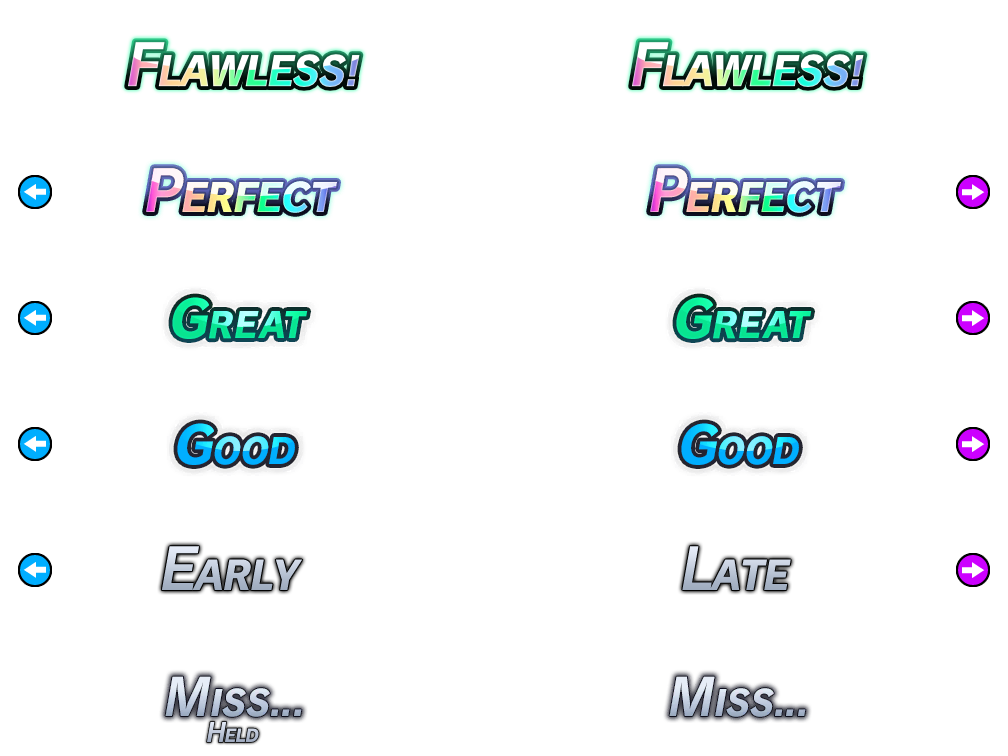 FLAWLESS! FLAWLESS!
PERFECT PERFECT
GREAT GREAT
GOOD GOOD
EARLY LATE
MISS... MISS...
HELD